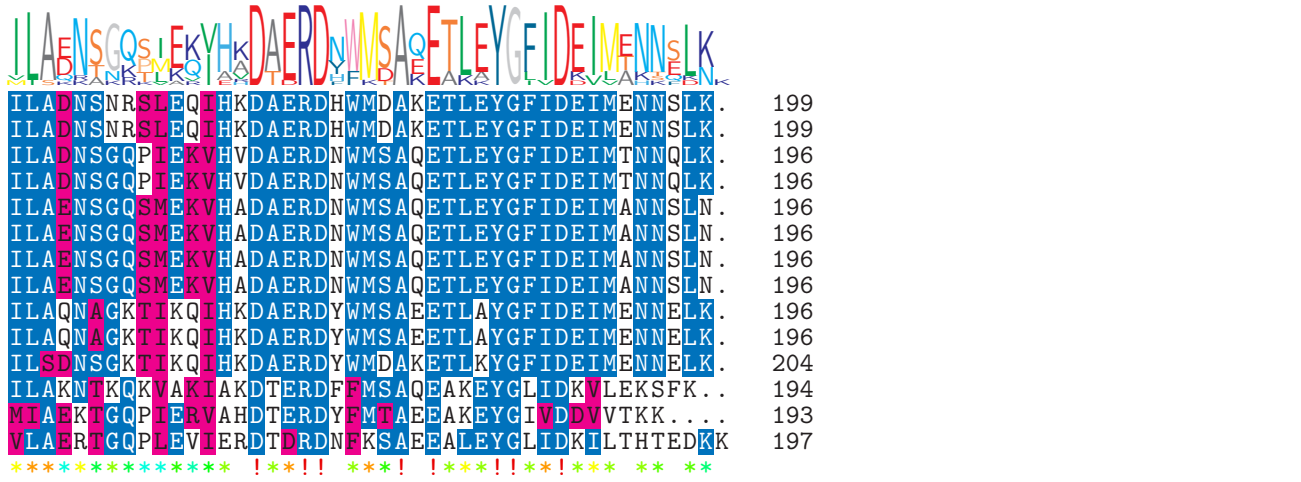 ILAENSGQSIEKVHKDAERDNWMSAQETLEYGFIDEIMENNSLK
ILADNSNRSLEQIHKDAERDHWMDAKETLEYGFIDEIMENNSLK. 199
ILADNSNRSLEQIHKDAERDHWMDAKETLEYGFIDEIMENNSLK. 199
ILADNSGQPIEKVHVDAERDNWMSAQETLEYGFIDEIMTNNQLK. 196
ILADNSGQPIEKVHVDAERDNWMSAQETLEYGFIDEIMTNNQLK. 196
ILAENSGQSMEKVHADAERDNWMSAQETLEYGFIDEIMANNSLN. 196
ILAENSGQSMEKVHADAERDNWMSAQETLEYGFIDEIMANNSLN. 196
ILAENSGQSMEKVHADAERDNWMSAQETLEYGFIDEIMANNSLN. 196
ILAENSGQSMEKVHADAERDNWMSAQETLEYGFIDEIMANNSLN. 196
ILAQNAGKTIKQIHKDAERDYWMSAEETLAYGFIDEIMENNELK. 196
ILAQNAGKTIKQIHKDAERDYWMSAEETLAYGFIDEIMENNELK. 196
ILSDNSGKTIKQIHKDAERDYWMDAKETLKYGFIDEIMENNELK. 204
ILAKNTKQKVAKIAKDTERDFFMSAQEAKEYGLIDKVLEKSFK.. 194
MIAEKTGQPIERVAHDTERDYFMTAEEAKEYGIVDDVVTKK.... 193
VLAERTGQPLEVIERDTDRDNFKSAEEALEYGLIDKILTHTEDKK 197
************** !**!! ***! !***!!**!*** ** **